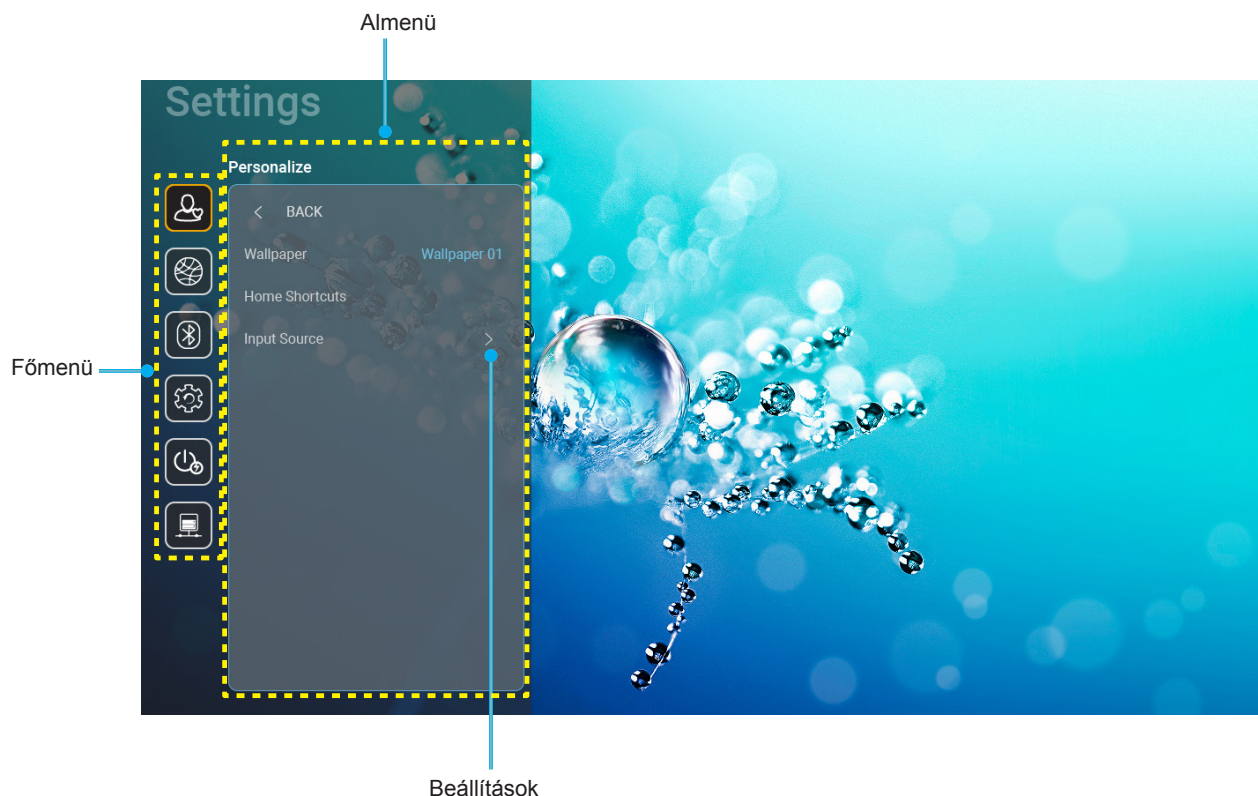 Almenü
Settings
Personalize
BACK
Wallpaper Wallpaper 01
Home Shortcuts
Input Source
Főmenü
Beállítások